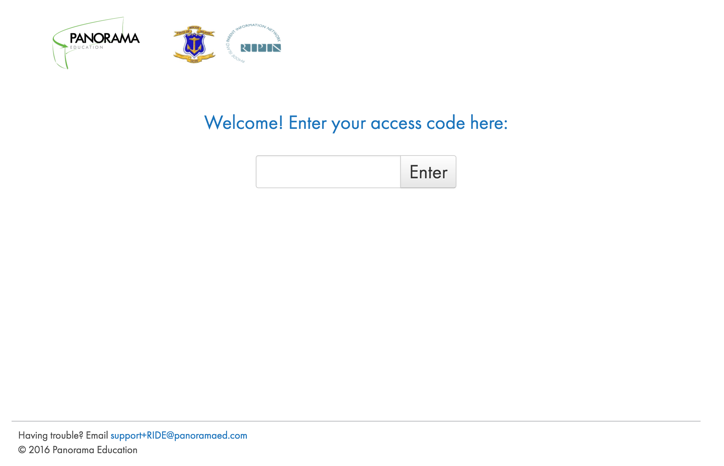 PANORAMA
EDUCATION
RIPIN
Welcome! Enter your access code here:
Enter
Having trouble? Email support+RIDE@panoramaed.com
© 2016 Panorama Education